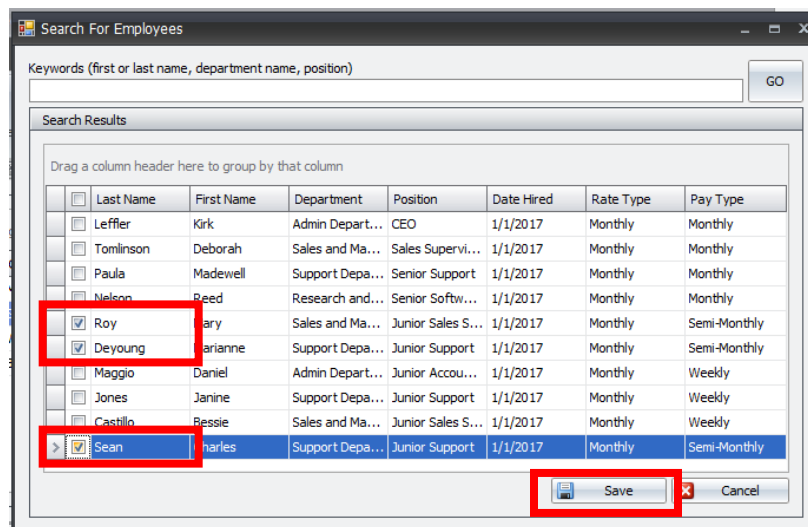 Search For Employees
Keywords (first or last name, department name, position)
GO
Search Results
Drag a column header here to group by that column
Last Name First Name Department Position Date Hired Rate Type Pay Type
Leffler Kirk Admin Depart... CEO 1/1/2017 Monthly Monthly
Tomlinson Deborah Sales and Ma... Sales Supervi... 1/1/2017 Monthly Monthly
Paula Madewell Support Depa... Senior Support 1/1/2017 Monthly Monthly
Nelson Reed Research and... Senior Softw... 1/1/2017 Monthly Monthly
Roy ary Sales and Ma... Junior Sales S... 1/1/2017 Monthly Semi-Monthly
Deyoung arianne Support Depa... Junior Support 1/1/2017 Monthly Semi-Monthly
Maggio Daniel Admin Depart... Junior Accou... 1/1/2017 Monthly Weekly
Jones Janine Support Depa... Junior Support 1/1/2017 Monthly Weekly
Castillo Bessie Sales and Ma... Junior Sales S... 1/1/2017 Monthly Weekly
Sean Charles Support Depa... Junior Support 1/1/2017 Monthly Semi-Monthly
Save Cancel